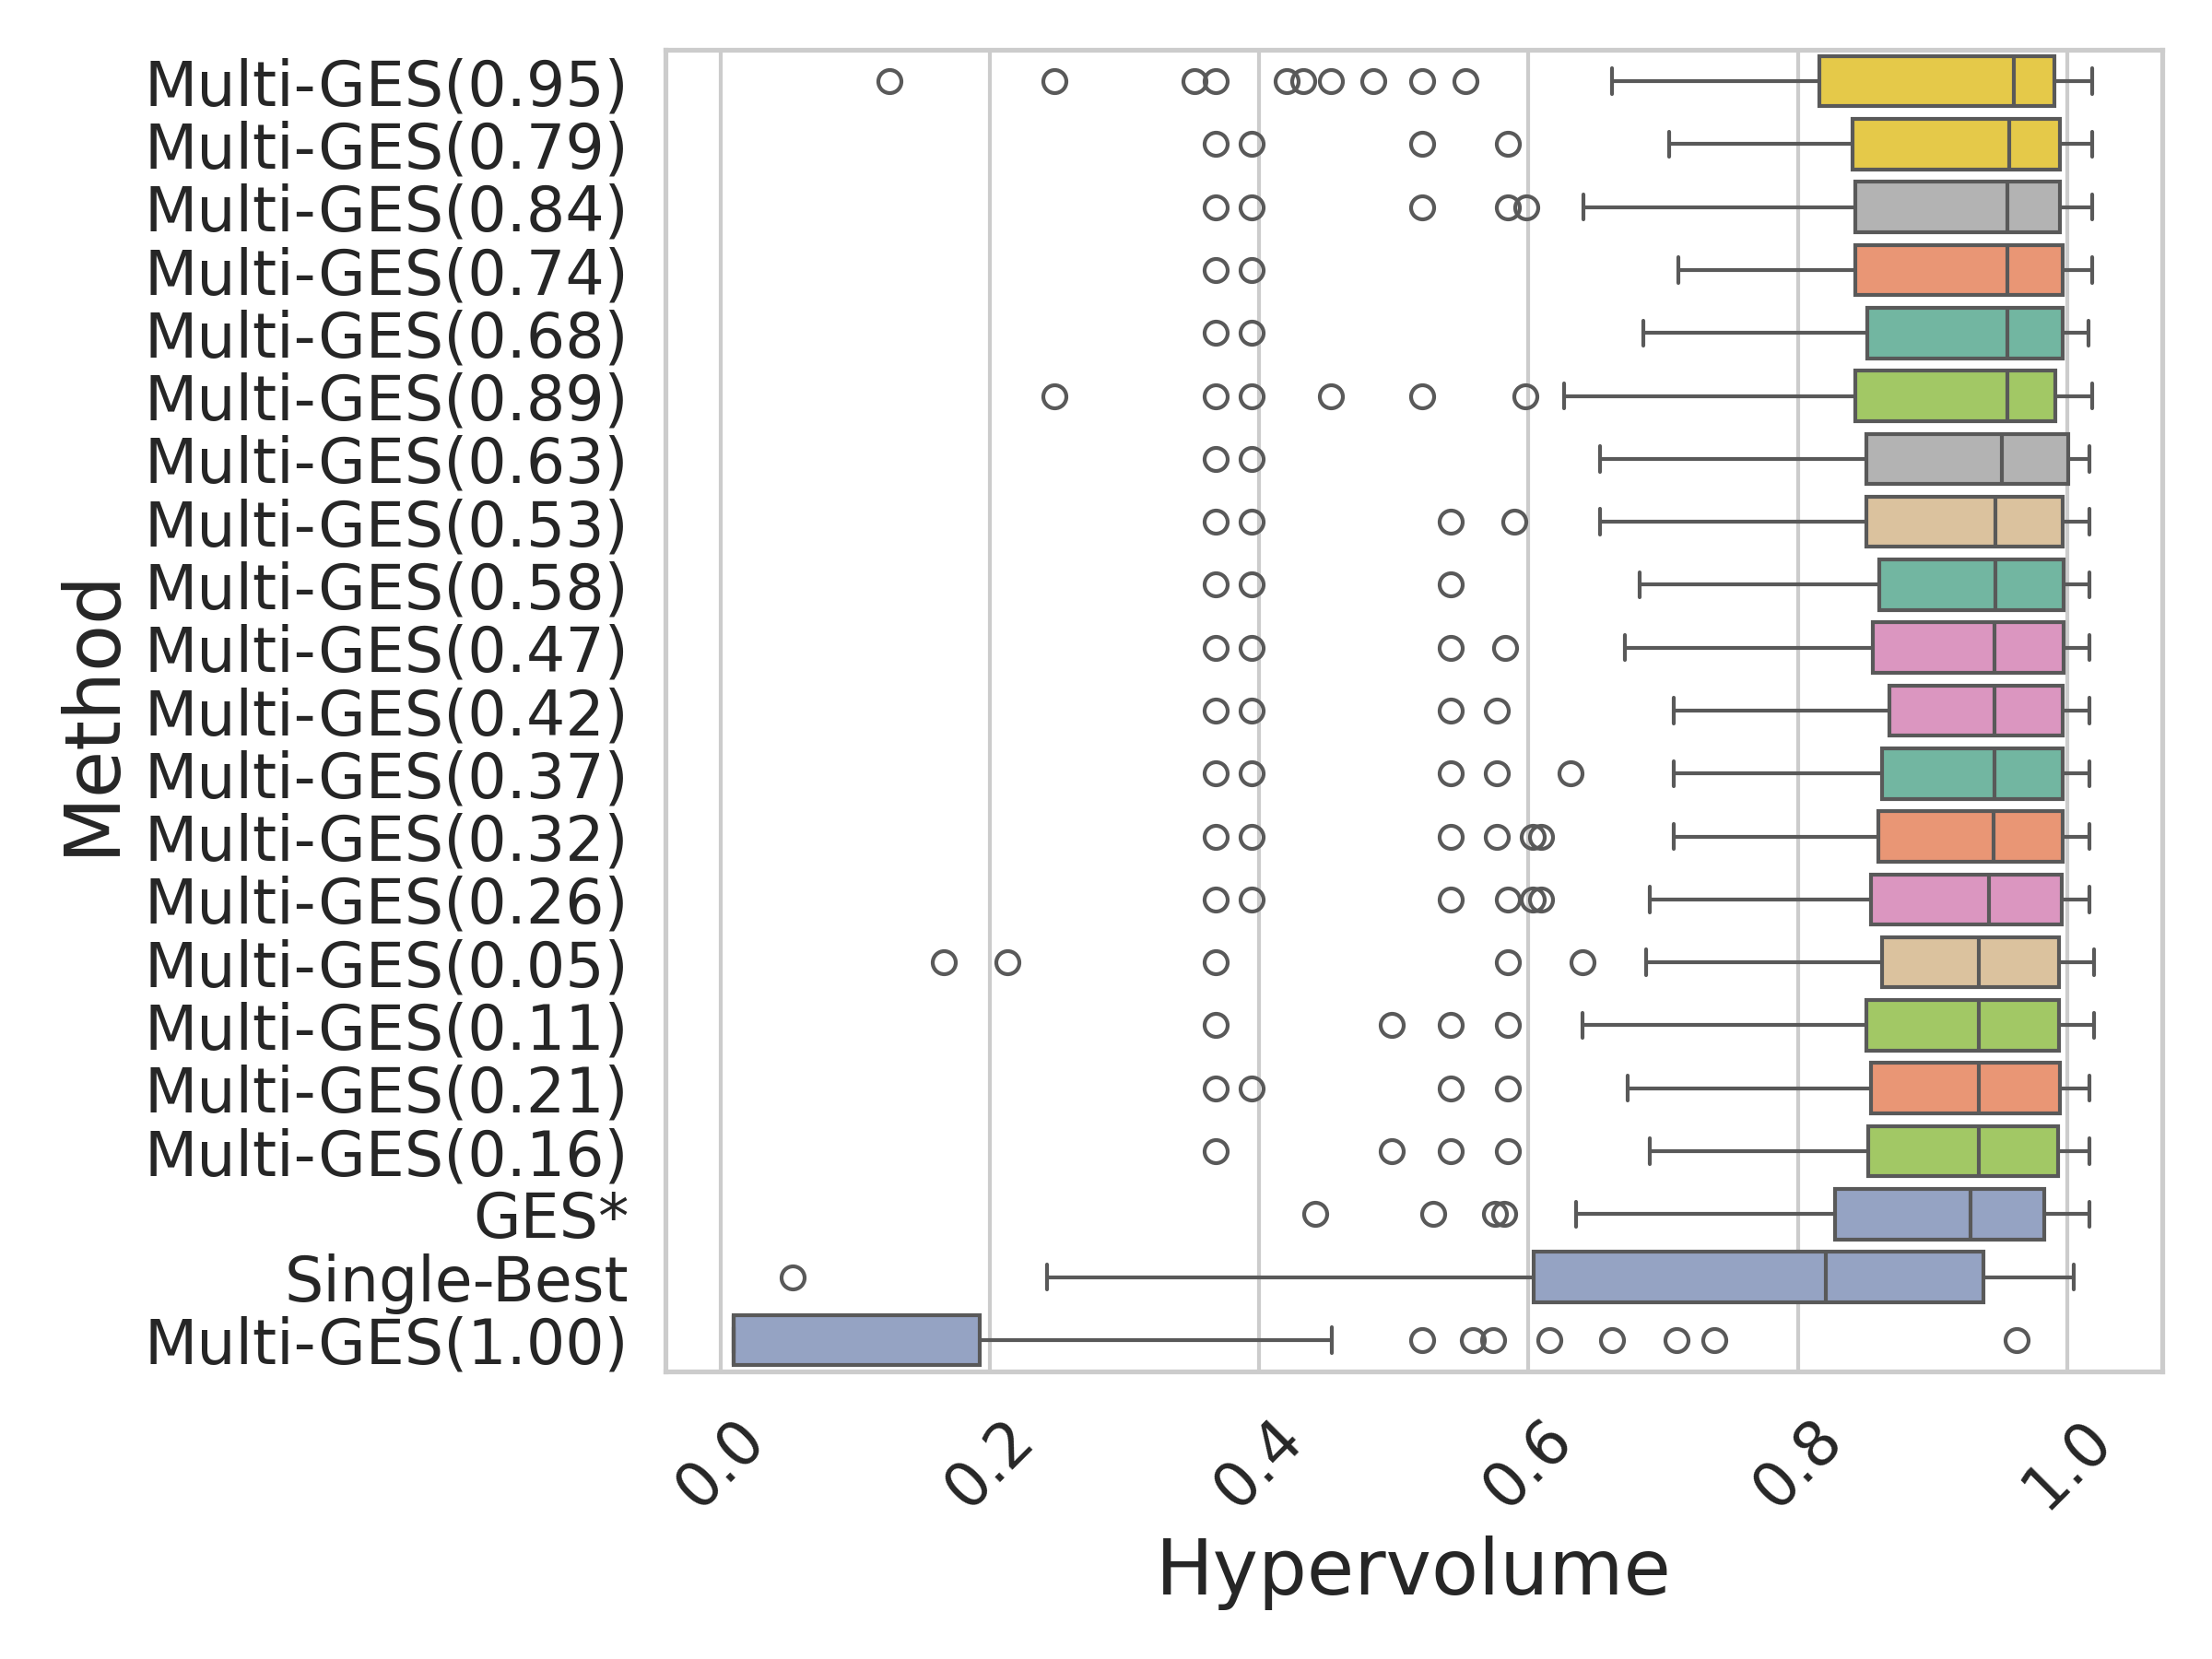 Method
Multi-GES(0.95)
Multi-GES(0.79)
Multi-GES(0.84)
Multi-GES(0.74)
Multi-GES(0.68)
Multi-GES(0.89)
Multi-GES(0.63)
Multi-GES(0.53)
Multi-GES(0.58)
Multi-GES(0.47)
Multi-GES(0.42)
Multi-GES(0.37)
Multi-GES(0.32)
Multi-GES(0.26)
Multi-GES(0.05)
Multi-GES(0.11)
Multi-GES(0.21)
Multi-GES(0.16)
GES*
Single-Best
Multi-GES(1.00)
0.0 0.2 0.4 0.6 0.8 1.0
Hypervolume